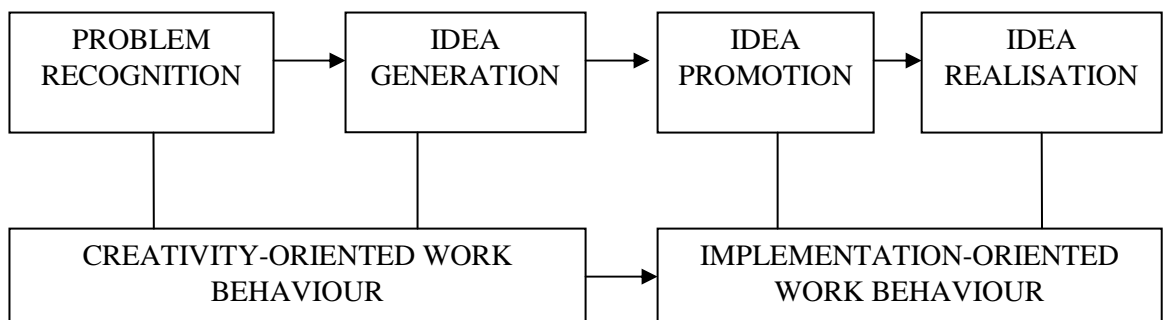 PROBLEM
RECOGNITION
IDEA
GENERATION
IDEA
PROMOTION
IDEA
REALISATION
CREATIVITY-ORIENTED WORK
BEHAVIOUR
IMPLEMENTATION-ORIENTED
WORK BEHAVIOUR